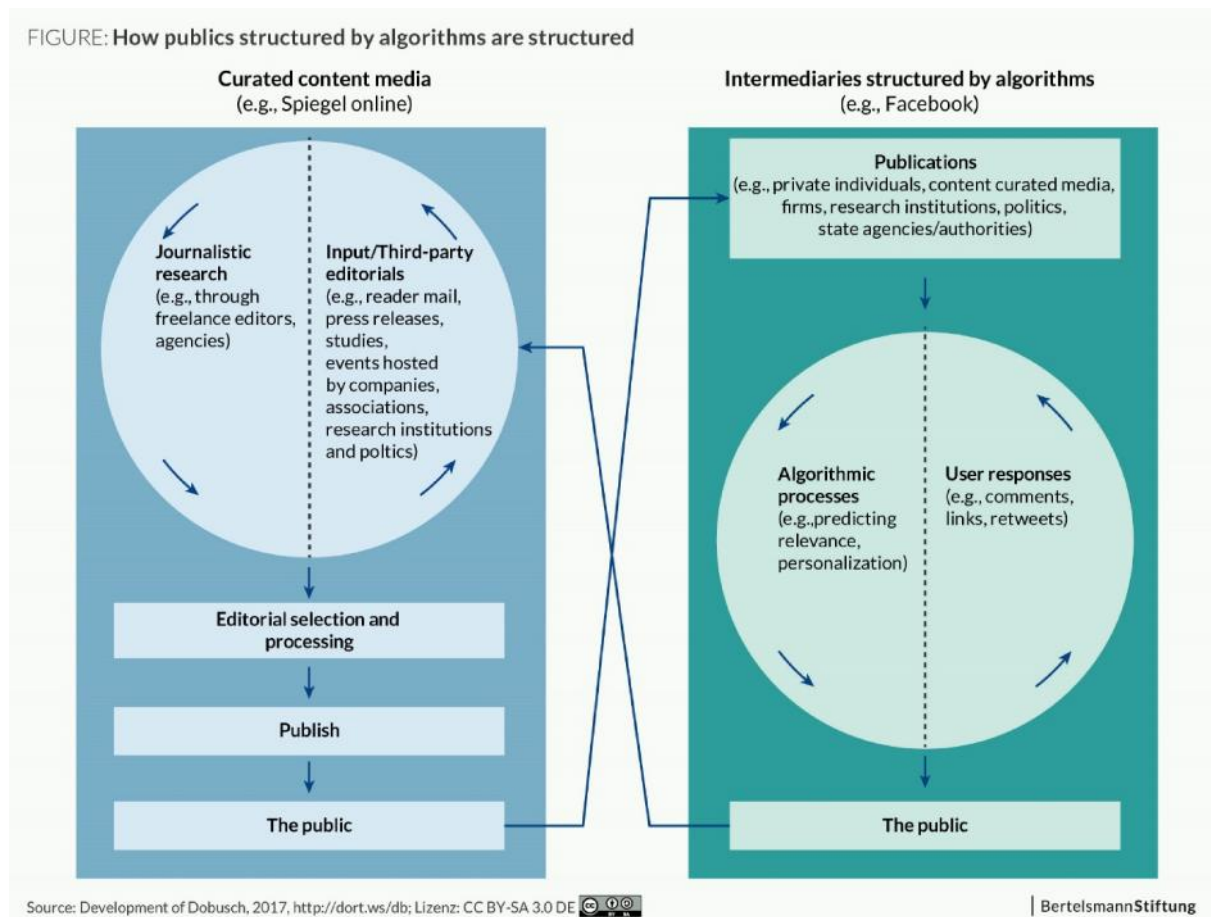 FIGURE: How publics structured by algorithms are structured
Curated content media
(e.g., Spiegel online)
Journalistic
research
(e.g., through
freelance editors,
agencies)
Input/Third-party
editorials
(e.g., reader mail,
press releases,
studies,
events hosted
by companies,
associations,
research institutions
and poltics)
Editorial selection and
processing
Publish
The public
Intermediaries structured by algorithms
(e.g., Facebook)
Publications
(e.g., private individuals, content curated media,
firms, research institutions, politics,
state agencies/authorities)
Algorithmic
processes
(e.g.,predicting
relevance,
personalization)
User responses
(e.g., comments,
links, retweets)
The public
Source: Development of Dobusch, 2017, http://dort.ws/db; Lizenz: CC BY-SA 3.0 DE
cc
BY SA
BertelsmannStiftung